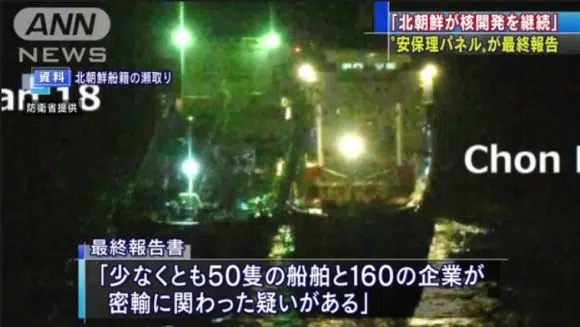 ANN
NEWS
「北朝鮮が核開発を継続」
“安保理パネル„が最終報告
資料
北朝鮮船籍の瀬取り
an 18
防衛省提供
Chon
最終報告書
「少なくとも50隻の船舶と160の企業が
密輸に関わった疑いがある」